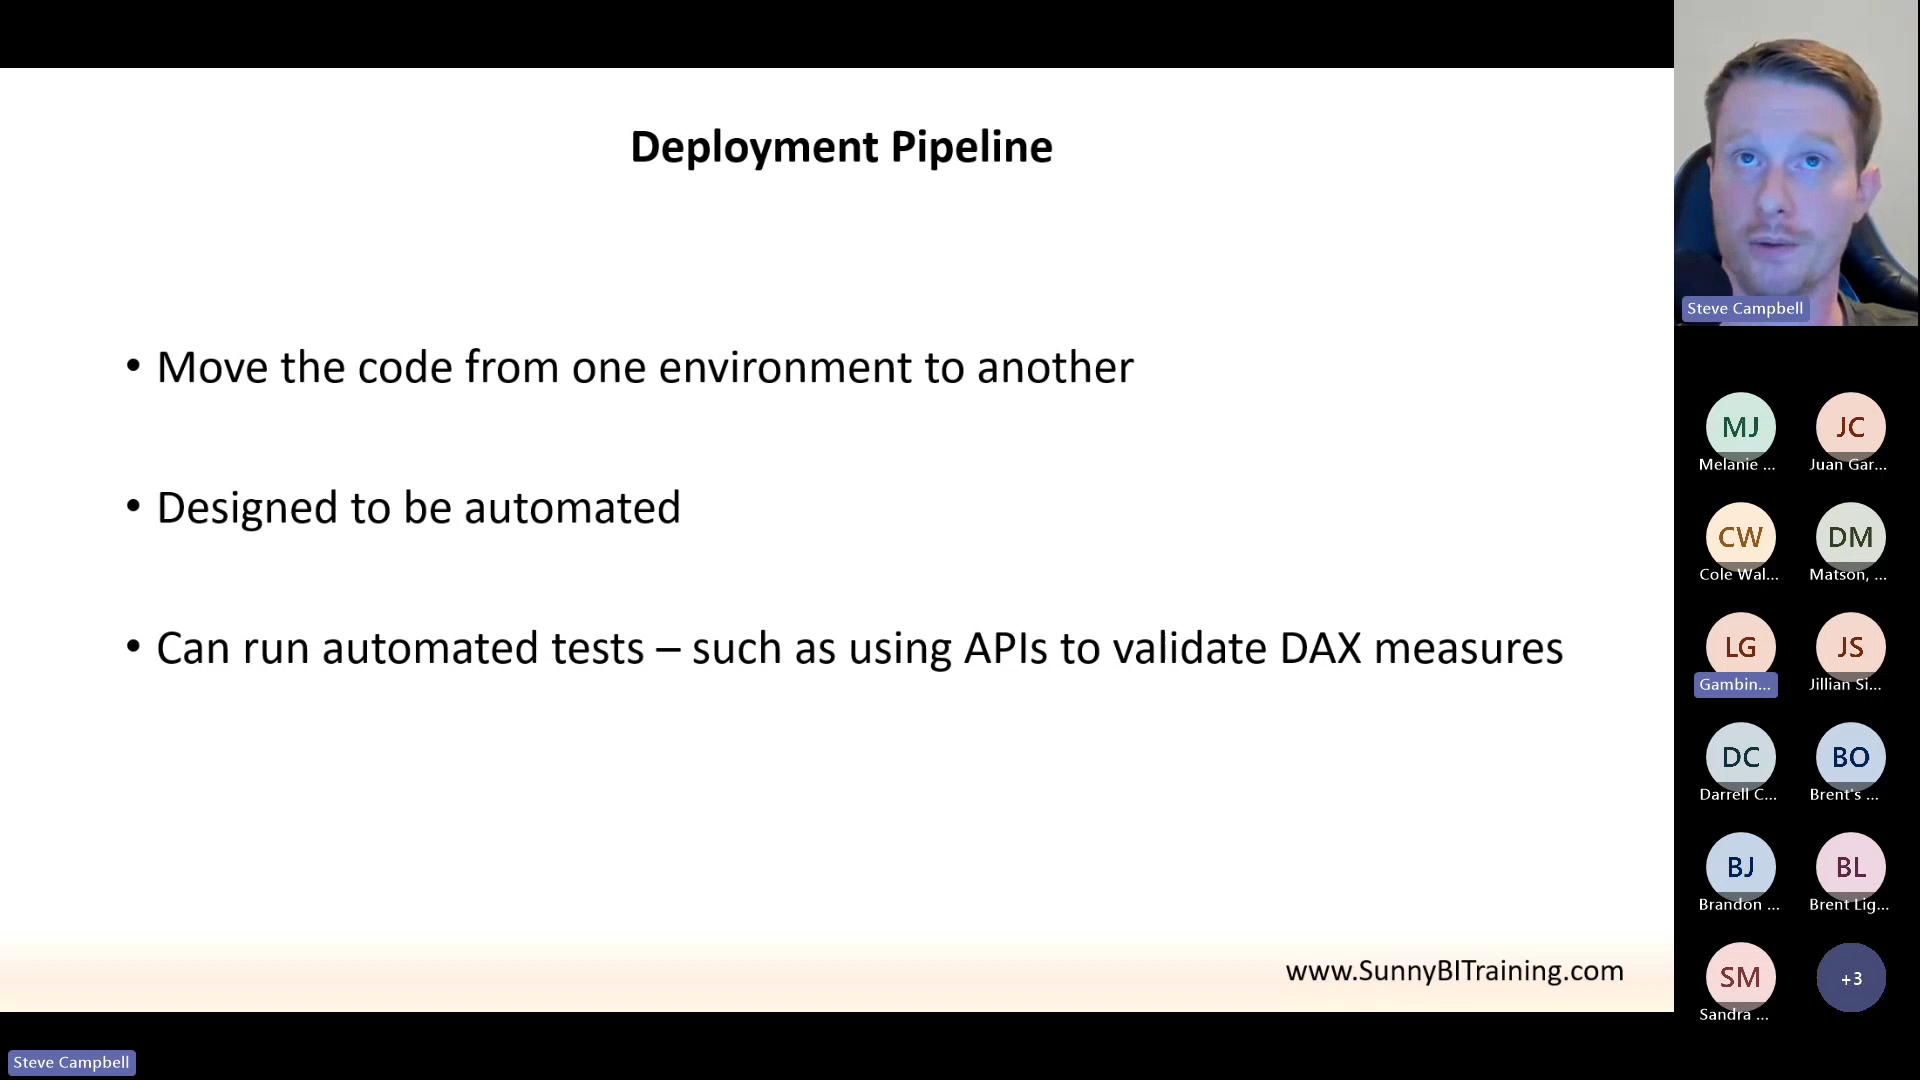 Deployment Pipeline
• Move the code from one environment to another
• Designed to be automated
• Can run automated tests – such as using APIs to validate DAX measures
www.SunnyBITraining.com
Steve Campbell
MJ
Melanie ...
JC
Juan Gar...
CW
Cole Wal...
DM
Matson, ...
LG
Gambin...
JS
Jillian Si...
DC
Darrell C...
BO
Brent's ...
BJ
Brandon ...
BL
Brent Lig...
SM
Sandra ...
+3
Steve Campbell